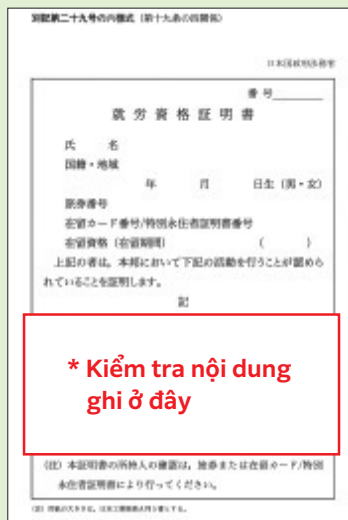 別記第二十九号の六様式（第十九条の四関係）
日本国政府法務省
番 号
就 労 資 格 証 明 書
氏 名
国籍・地域
年 月 日生（男・女）
旅券番号
在留カード番号/特別永住者証明書番号
在留資格（在留期間） （ ）
上記の者は、本邦において下記の活動を行うことが認めら
れていることを証明します。
記
* Kiểm tra nội dung
ghi ở đây
（注）本証明書の所持人の確認は、旅券または在留カード/特別
永住者証明書により行ってください。